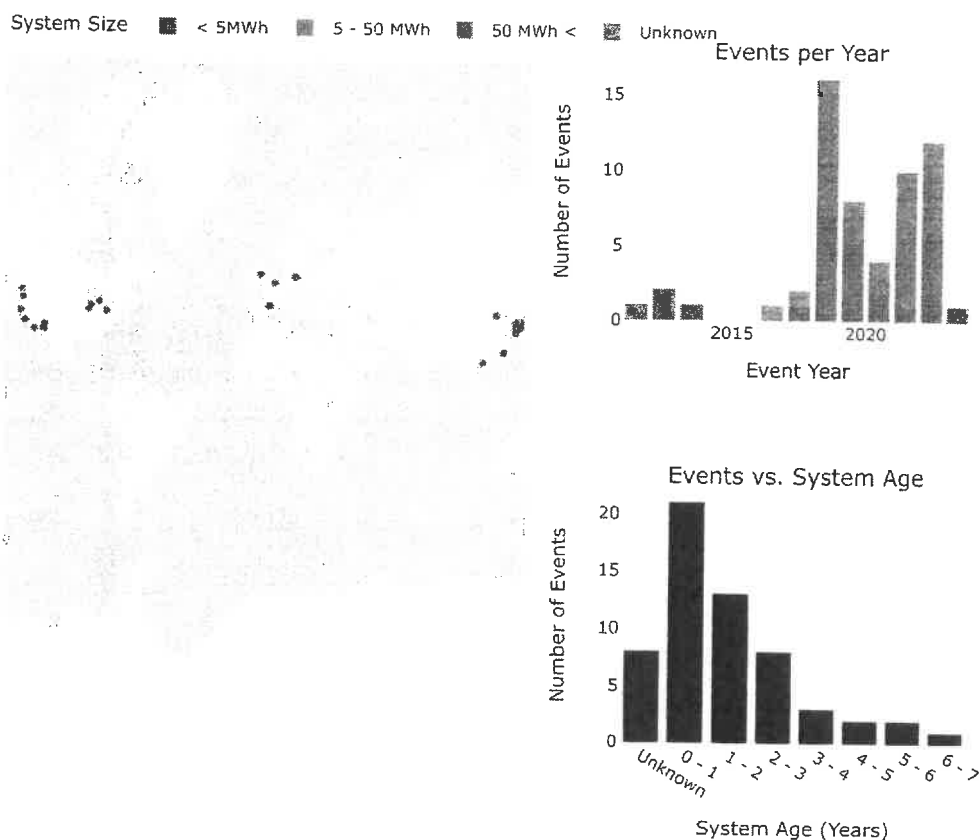 System Size < 5MWh 5 - 50 MWh 50 MWh < Unknown
Events per Year
15
10
5
0
Number of Events
2015 2020
Event Year
Events vs. System Age
20
15
10
5
0
Number of Events
Unknown 0 - 1 1 - 2 2 - 3 3 - 4 4 - 5 5 - 6 6 - 7
System Age (Years)